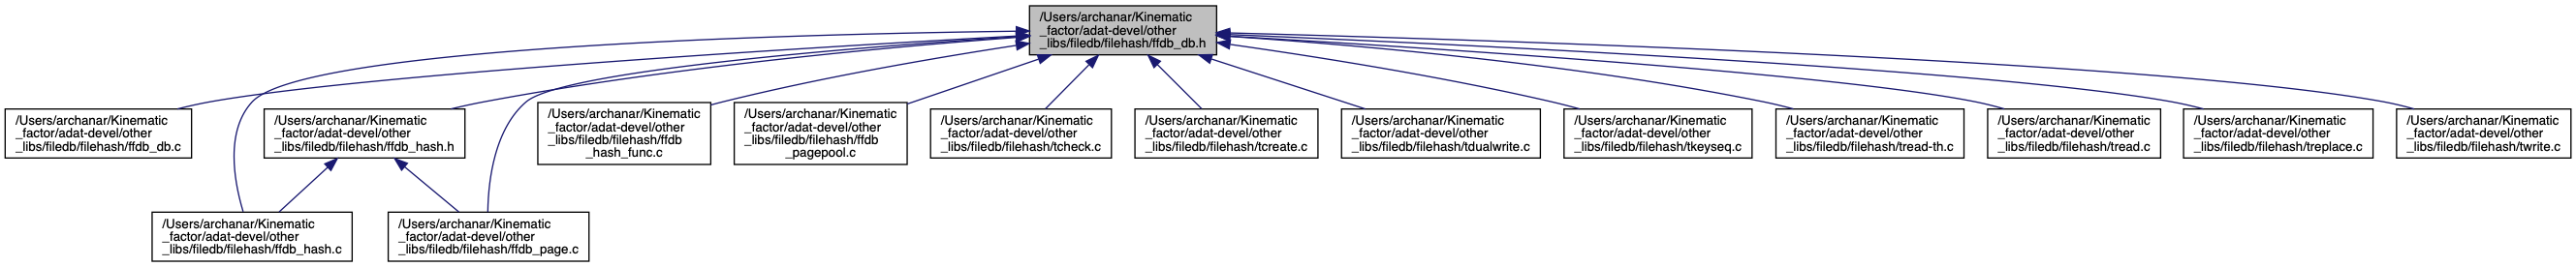 /Users/archanar/Kinematic
_factor/adat-devel/other
_libs/filedb/filehash/ffdb_db.h
/Users/archanar/Kinematic
_factor/adat-devel/other
_libs/filedb/filehash/ffdb_db.c
/Users/archanar/Kinematic
_factor/adat-devel/other
_libs/filedb/filehash/ffdb_hash.h
/Users/archanar/Kinematic
_factor/adat-devel/other
_libs/filedb/filehash/ffdb
_hash_func.c
/Users/archanar/Kinematic
_factor/adat-devel/other
_libs/filedb/filehash/ffdb
_pagepool.c
/Users/archanar/Kinematic
_factor/adat-devel/other
_libs/filedb/filehash/tcheck.c
/Users/archanar/Kinematic
_factor/adat-devel/other
_libs/filedb/filehash/tcreate.c
/Users/archanar/Kinematic
_factor/adat-devel/other
_libs/filedb/filehash/tdualwrite.c
/Users/archanar/Kinematic
_factor/adat-devel/other
_libs/filedb/filehash/tkeyseq.c
/Users/archanar/Kinematic
_factor/adat-devel/other
_libs/filedb/filehash/tread-th.c
/Users/archanar/Kinematic
_factor/adat-devel/other
_libs/filedb/filehash/tread.c
/Users/archanar/Kinematic
_factor/adat-devel/other
_libs/filedb/filehash/treplace.c
/Users/archanar/Kinematic
_factor/adat-devel/other
_libs/filedb/filehash/twrite.c
/Users/archanar/Kinematic
_factor/adat-devel/other
_libs/filedb/filehash/ffdb_hash.c
/Users/archanar/Kinematic
_factor/adat-devel/other
_libs/filedb/filehash/ffdb_page.c